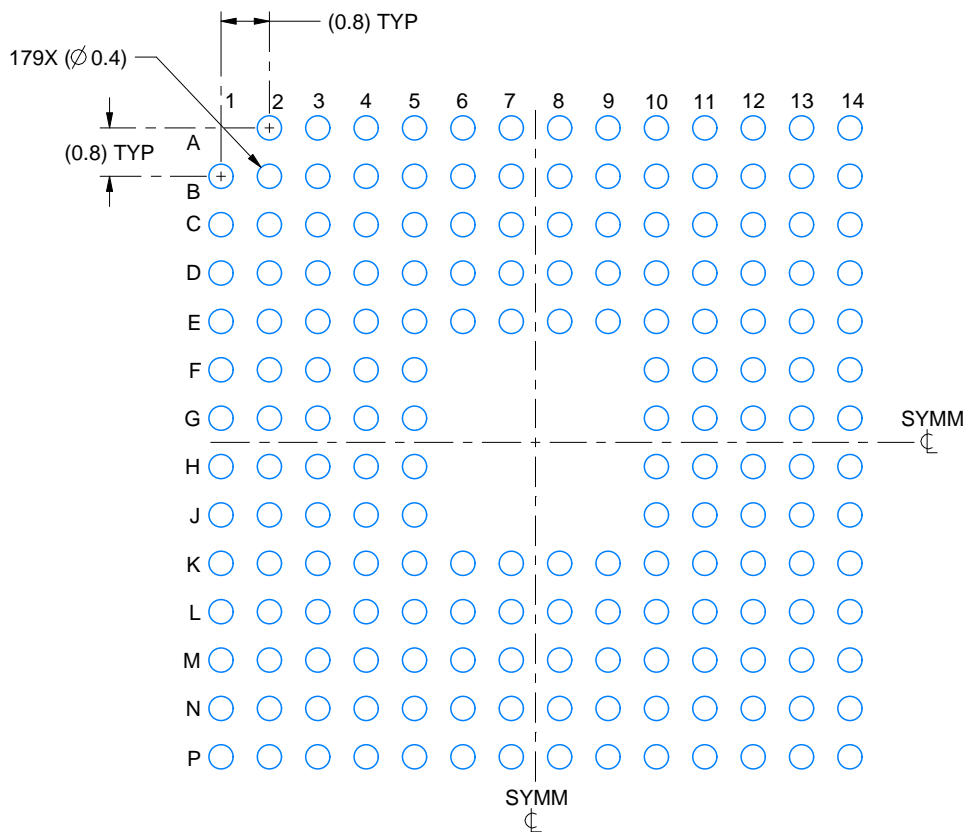 (0.8) TYP
179X (∅ 0.4)
1 2 3 4 5 6 7 8 9 10 11 12 13 14
A
(0.8) TYP
B
C
D
E
F
G
SYMM
℄
H
J
K
L
M
N
P
SYMM
℄